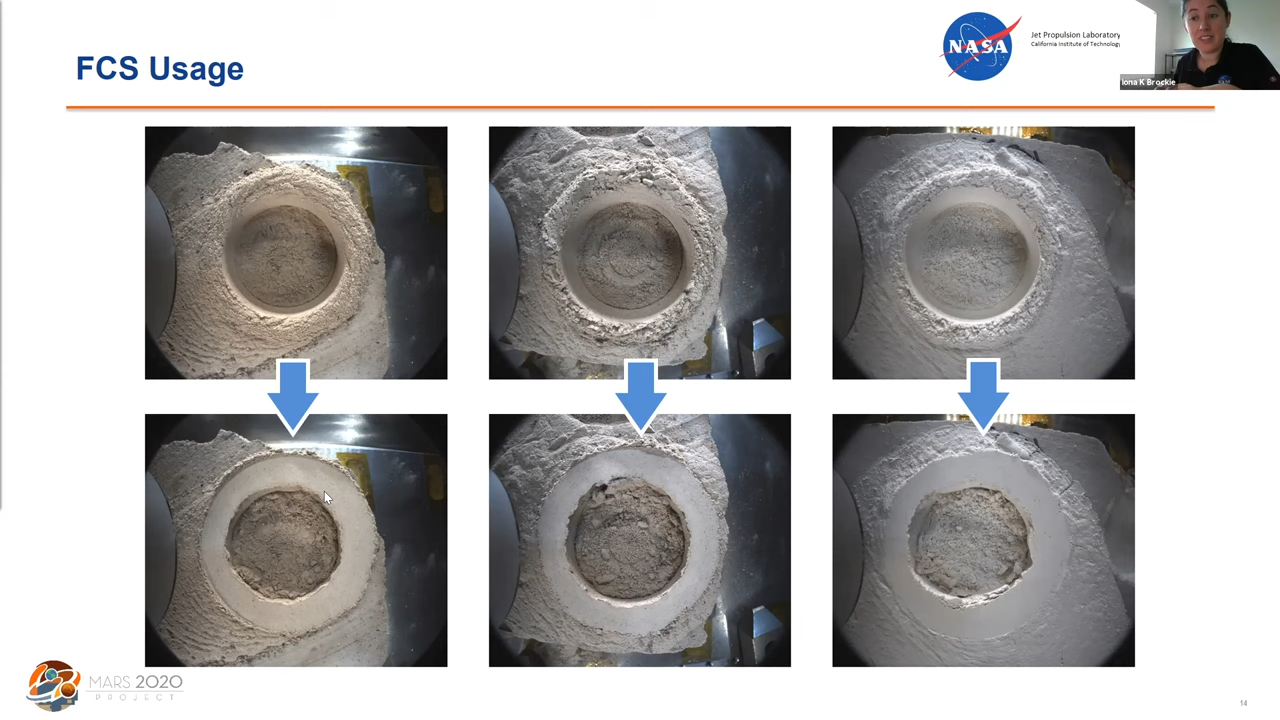 FCS Usage
NASA
Jet Propulsion Laboratory
California Institute of Technology
iona K Brockie
MARS 2020
PROJECT
14